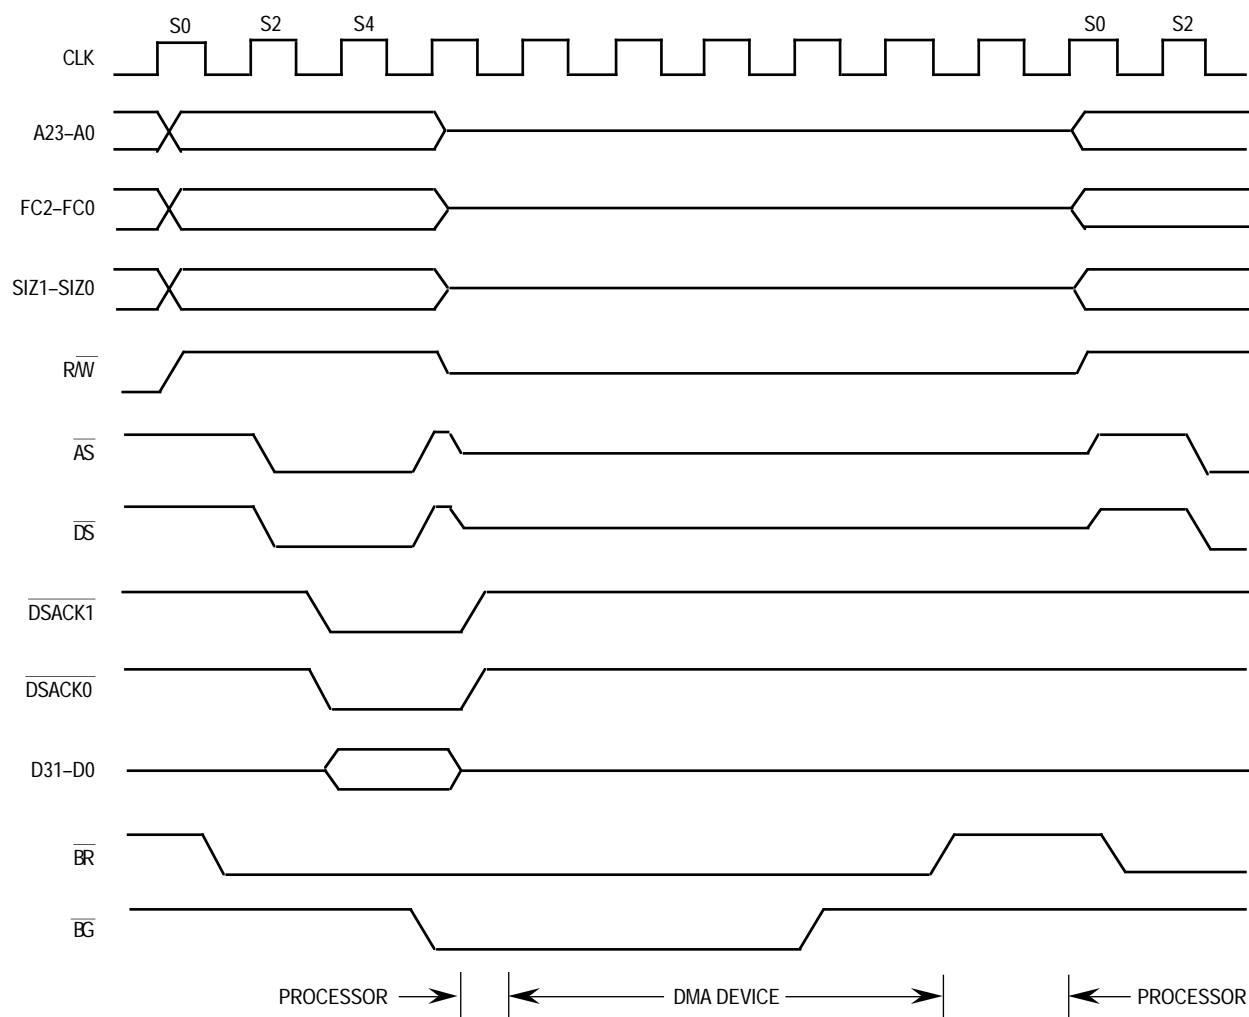 S0 S2 S4 S0 S2
CLK
A23–A0
FC2–FC0
SIZ1–SIZ0
R/W
AS
DS
DSACK1
DSACK0
D31–D0
BR
BG
PROCESSOR DMA DEVICE PROCESSOR